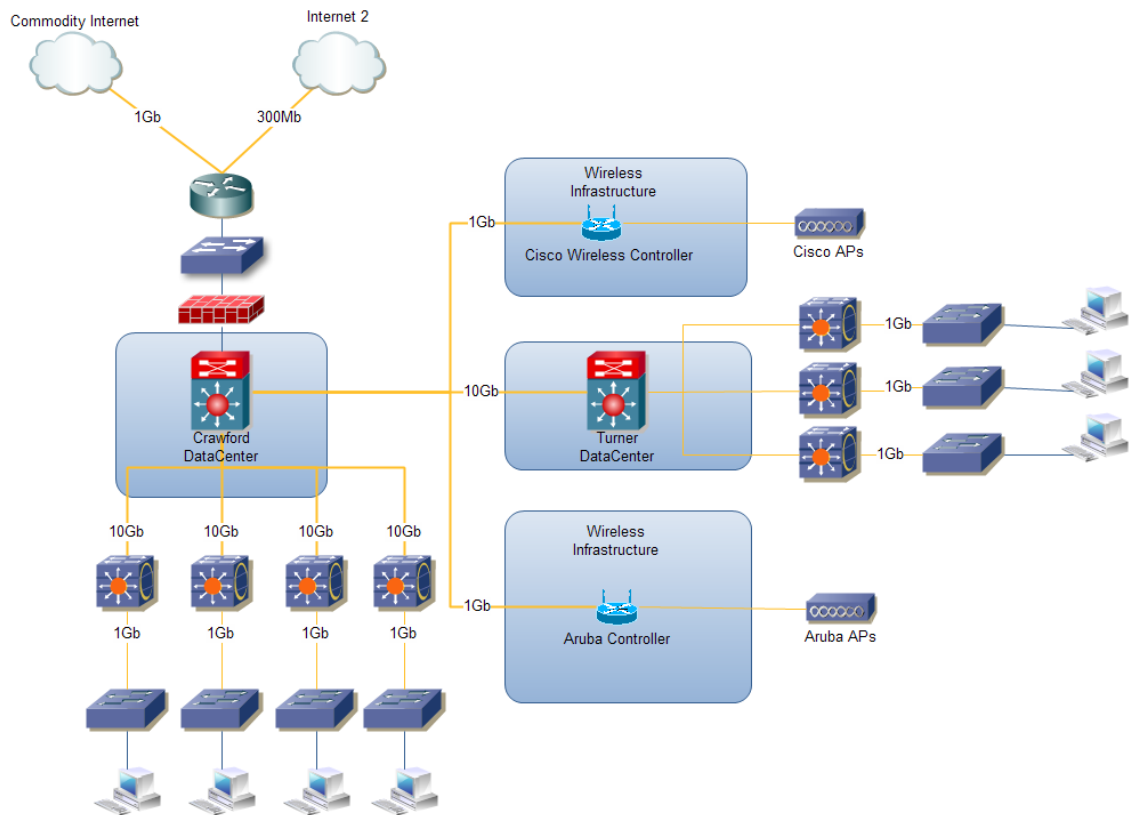 Commodity Internet
Internet 2
1Gb
300Mb
Wireless
Infrastructure
1Gb
Cisco Wireless Controller
Cisco APs
1Gb
10Gb
1Gb
Crawford
DataCenter
Turner
DataCenter
1Gb
10Gb
10Gb
10Gb
10Gb
Wireless
Infrastructure
1Gb
Aruba Controller
Aruba APs
1Gb
1Gb
1Gb
1Gb